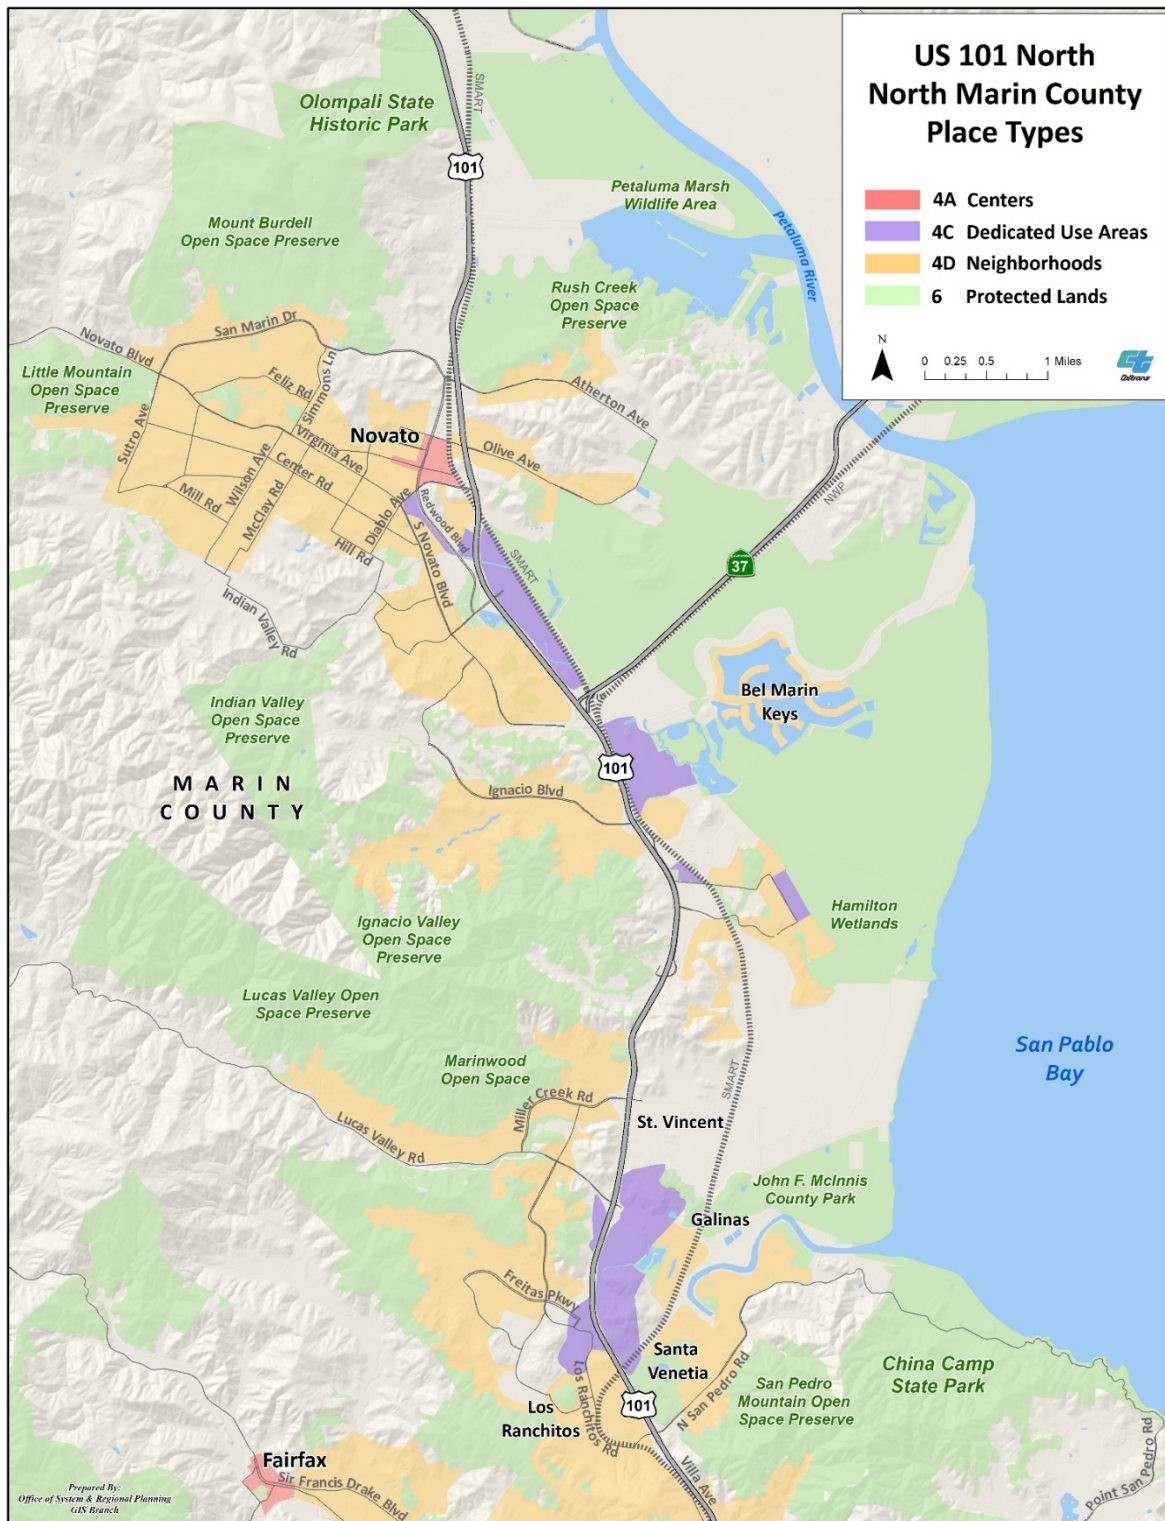 US 101 North
North Marin County
Place Types
4A Centers
4C Dedicated Use Areas
4D Neighborhoods
6 Protected Lands
N
0 0.25 0.5 1 Miles
Caltrans
SMART
Olompali State
Historic Park
101
Petaluma Marsh
Wildlife Area
Petaluma River
Mount Burdell
Open Space Preserve
Rush Creek
Open Space
Preserve
San Marin Dr
Novato Blvd
Little Mountain
Open Space
Preserve
Feliz Rd
Simmons Ln
Atherton Ave
Sutro Ave
Novato
Virginia Ave
Olive Ave
Wilson Ave
Center Rd
Mill Rd
McClay Rd
Diablo Ave
Redwood Blvd
NWP
Hill Rd
S Novato Blvd
SMART
37
Indian Valley Rd
Indian Valley
Open Space
Preserve
Bel Marin
Keys
MARIN
COUNTY
101
Ignacio Blvd
Hamilton
Wetlands
Ignacio Valley
Open Space
Preserve
Lucas Valley Open
Space Preserve
San Pablo
Bay
Marinwood
Open Space
SMART
Miller Creek Rd
St. Vincent
Lucas Valley Rd
John F. McInnis
County Park
Galinas
Freitas Pkwy
Santa
Venetia
China Camp
State Park
San Pedro
Mountain Open
Space Preserve
N San Pedro Rd
Los
Ranchitos
Los Ranchitos Rd
101
Fairfax
Sir Francis Drake Blvd
Villa Ave
Point San Pedro Rd
Prepared By:
Office of System & Regional Planning
GIS Branch